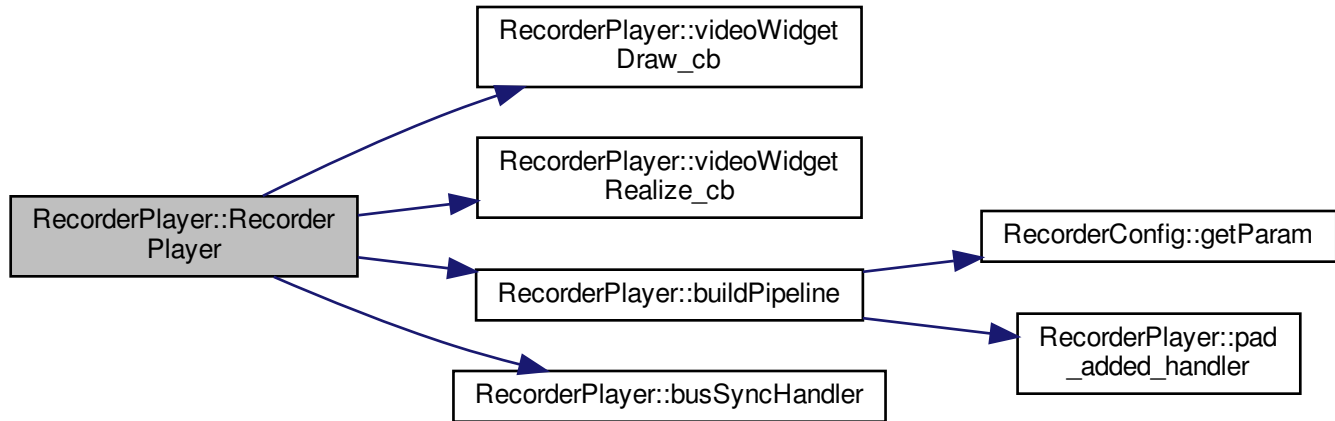 RecorderPlayer::videoWidget
Draw_cb
RecorderPlayer::videoWidget
Realize_cb
RecorderPlayer::Recorder
Player
RecorderConfig::getParam
RecorderPlayer::buildPipeline
RecorderPlayer::pad
_added_handler
RecorderPlayer::busSyncHandler